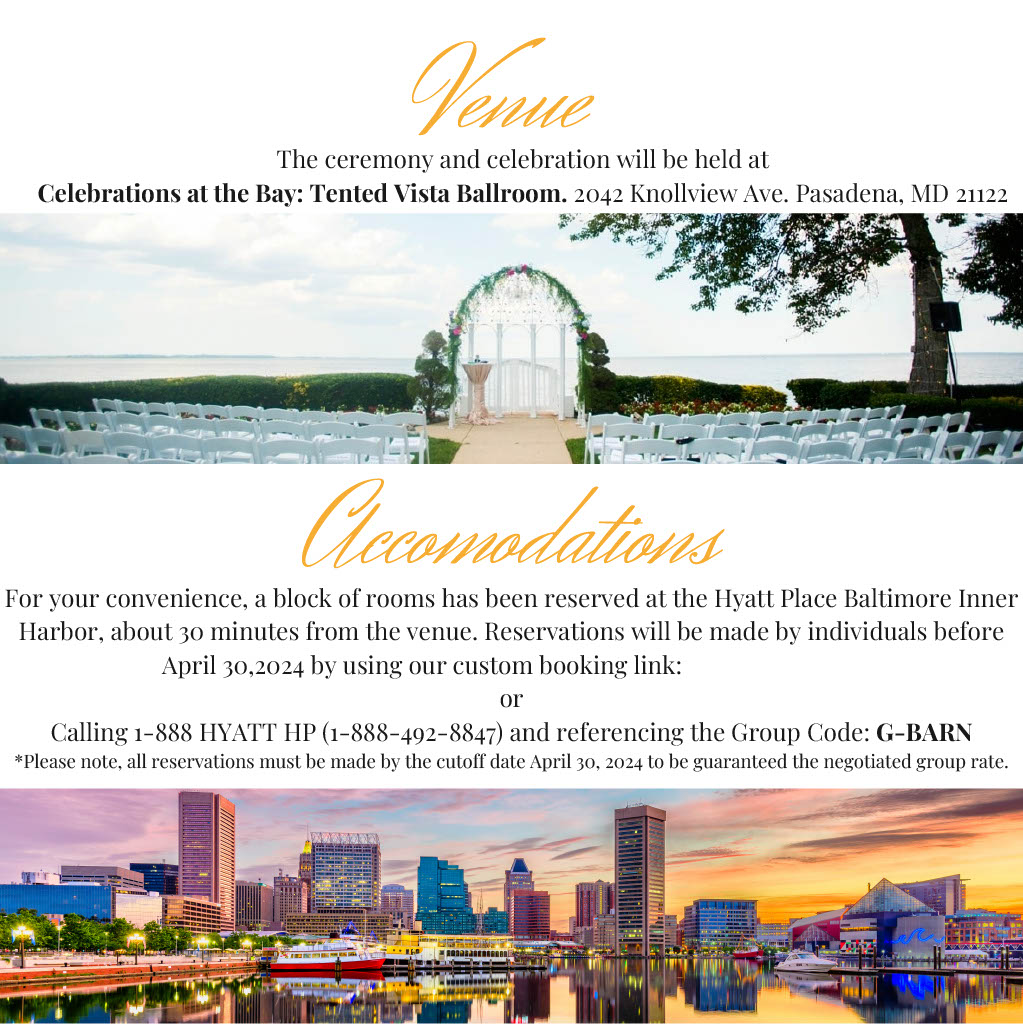 Venue
The ceremony and celebration will be held at
Celebrations at the Bay: Tented Vista Ballroom. 2042 Knollview Ave. Pasadena, MD 21122
Accomodations
For your convenience, a block of rooms has been reserved at the Hyatt Place Baltimore Inner
Harbor, about 30 minutes from the venue. Reservations will be made by individuals before
April 30,2024 by using our custom booking link:
or
Calling 1-888 HYATT HP (1-888-492-8847) and referencing the Group Code: G-BARN
*Please note, all reservations must be made by the cutoff date April 30, 2024 to be guaranteed the negotiated group rate.